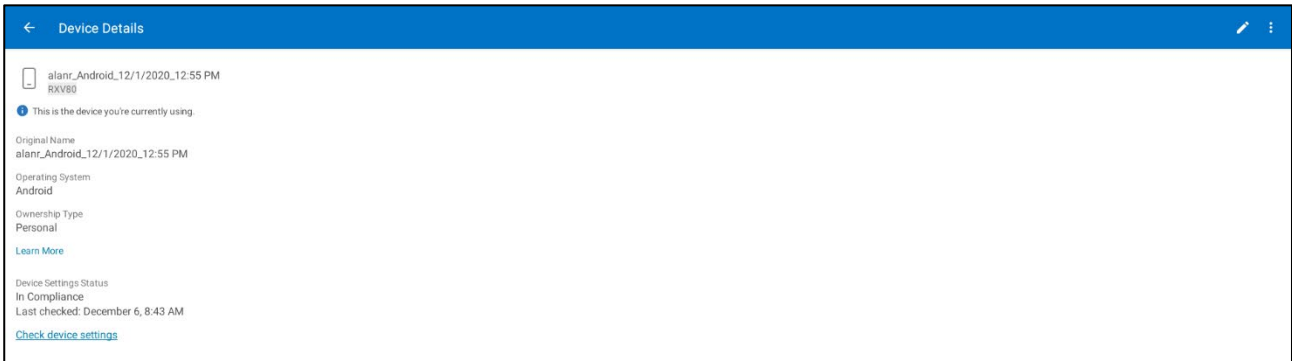 Device Details
alanr_Android_12/1/2020_12:55 PM
RXV80
This is the device you're currently using.
Original Name
alanr_Android_12/1/2020_12:55 PM
Operating System
Android
Ownership Type
Personal
Learn More
Device Settings Status
In Compliance
Last checked: December 6, 8:43 AM
Check device settings